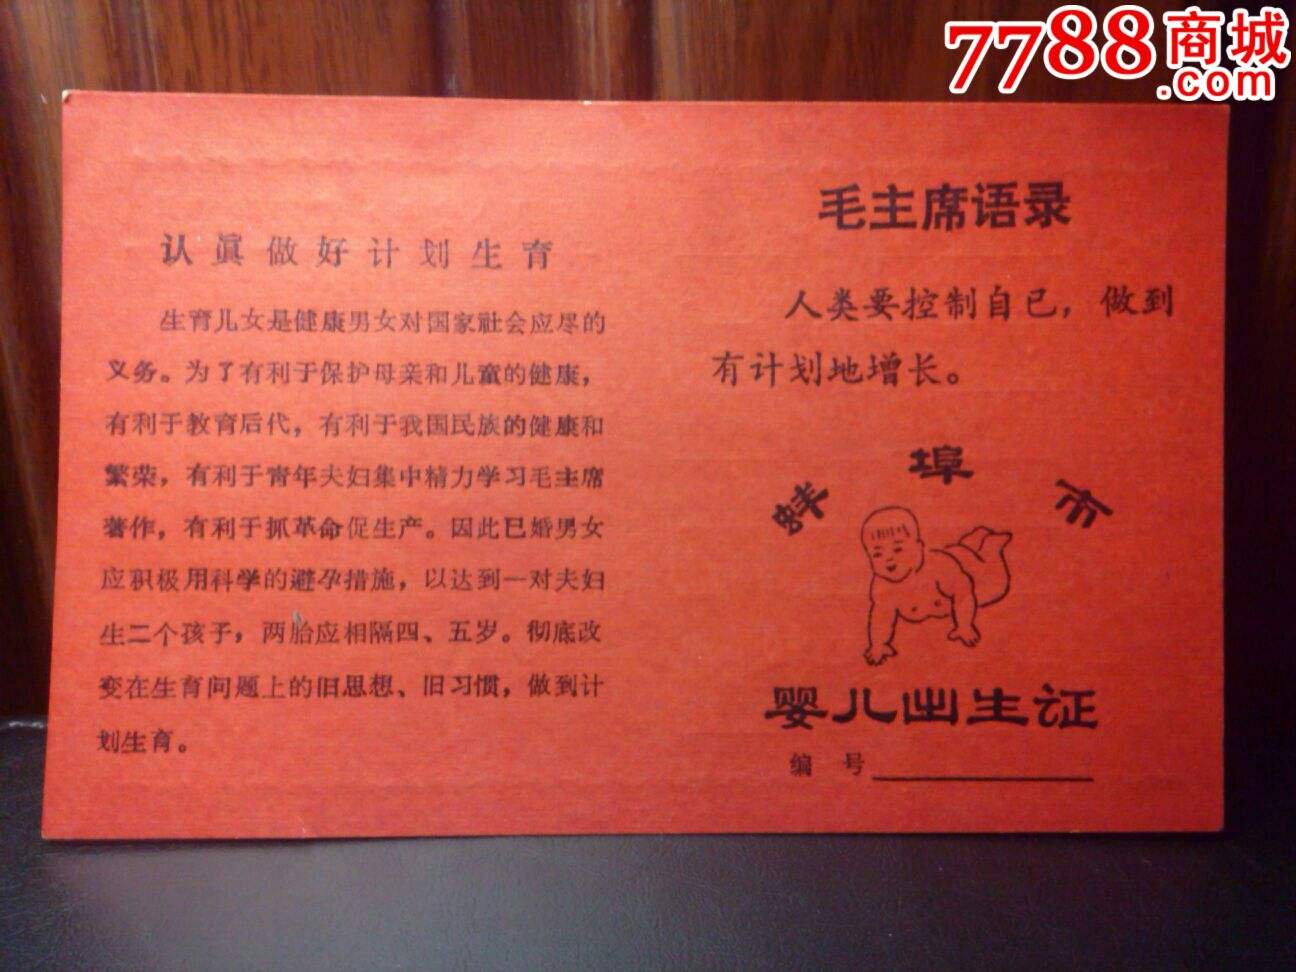 7788商城
.com
认真做好计划生育
生育儿女是健康男女对国家社会应尽的
义务。为了有利于保护母亲和儿童的健康，
有利于教育后代，有利于我国民族的健康和
繁荣，有利于青年夫妇集中精力学习毛主席
著作，有利于抓革命促生产。因此已婚男女
应积极用科学的避孕措施，以达到一对夫妇
生二个孩子，两胎应相隔四、五岁。彻底改
变在生育问题上的旧思想、旧习惯，做到计
划生育。
毛主席语录
人类要控制自己，做到
有计划地增长。
蚌埠市
婴儿出生证
编号